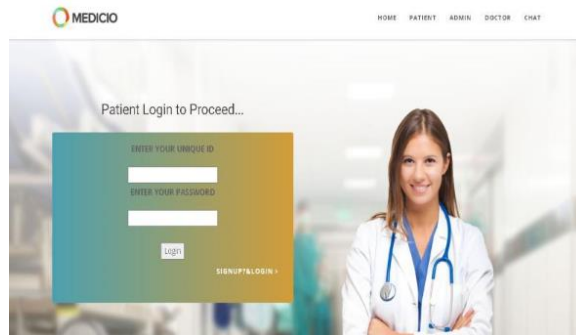 MEDICIO
HOME PATIENT ADMIN DOCTOR CHAT
Patient Login to Proceed...
ENTER YOUR UNIQUE ID
ENTER YOUR PASSWORD
Login
SIGNUP?&LOGIN >